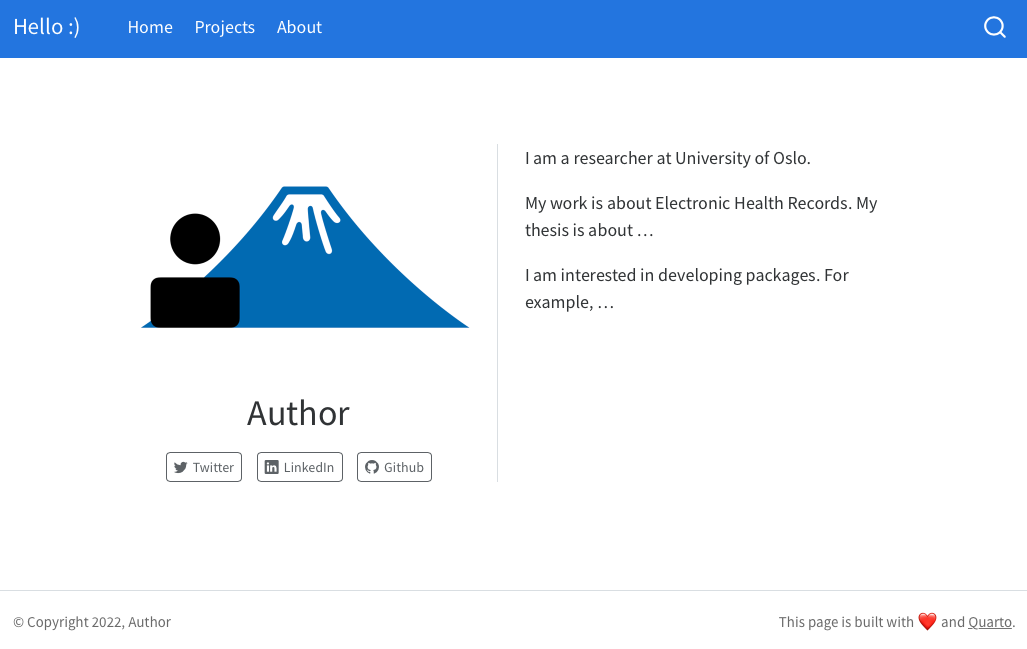 Hello :) Home Projects About
I am a researcher at University of Oslo.
My work is about Electronic Health Records. My
thesis is about …
I am interested in developing packages. For
example, …
Author
Twitter LinkedIn Github
© Copyright 2022, Author
This page is built with ❤️ and Quarto.